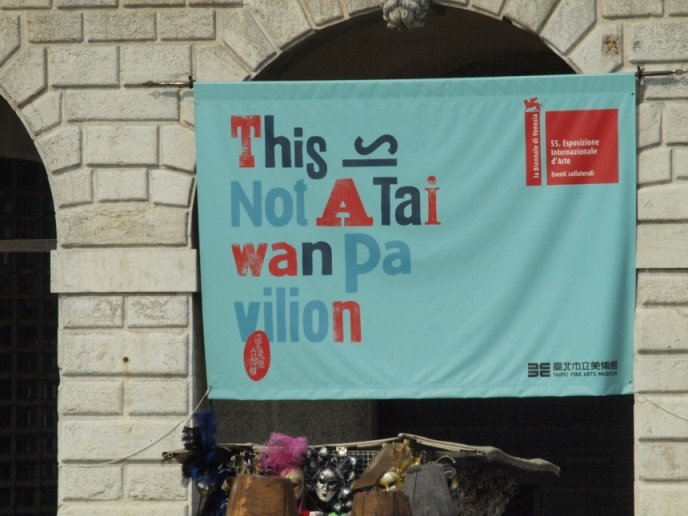 This is
Not A Tai
wan Pa
vilion
la Biennale di Venezia
55. Esposizione
Internazionale
d'Arte
Eventi collaterali
臺北市立美術館
TAIPEI FINE ARTS MUSEUM